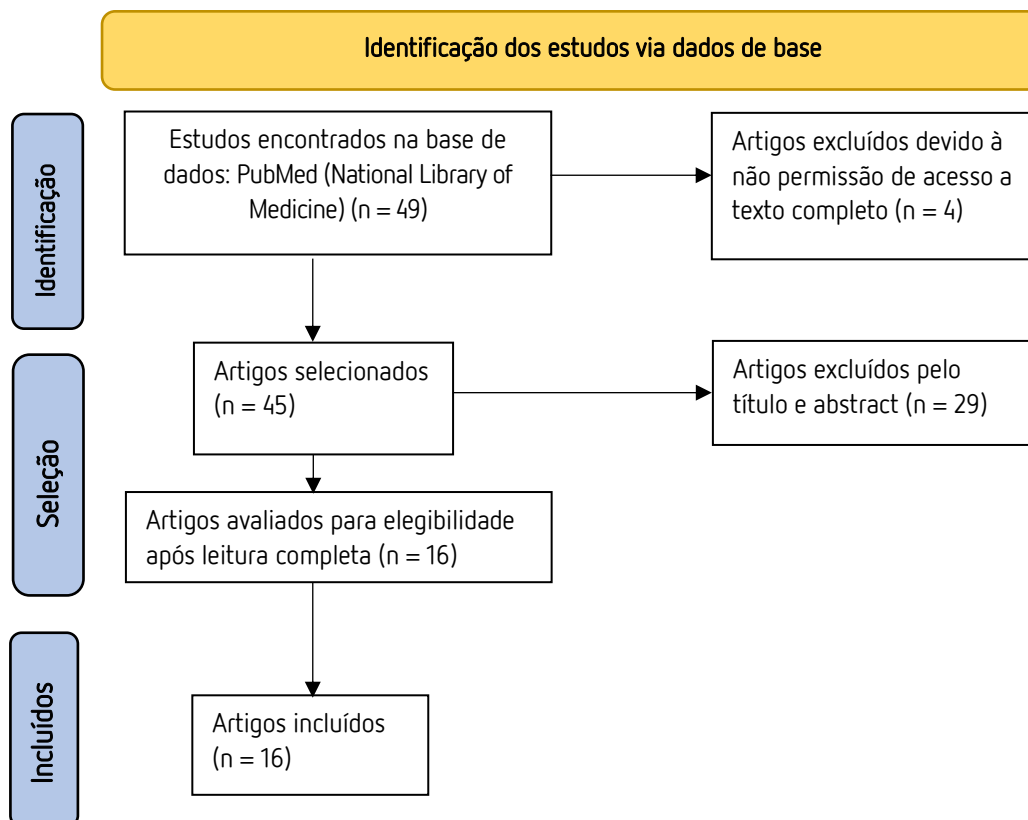 Identificação dos estudos via dados de base
Identificação
Estudos encontrados na base de
dados: PubMed (National Library of
Medicine) (n = 49)
Artigos excluídos devido à
não permissão de acesso a
texto completo (n = 4)
Seleção
Artigos selecionados
(n = 45)
Artigos excluídos pelo
título e abstract (n = 29)
Artigos avaliados para elegibilidade
após leitura completa (n = 16)
Incluídos
Artigos incluídos
(n = 16)